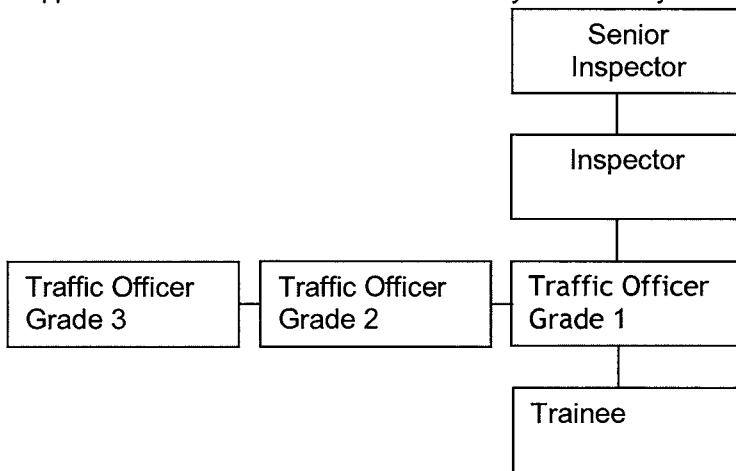 Senior
Inspector
Inspector
Traffic Officer
Grade 3
Traffic Officer
Grade 2
Traffic Officer
Grade 1
Trainee